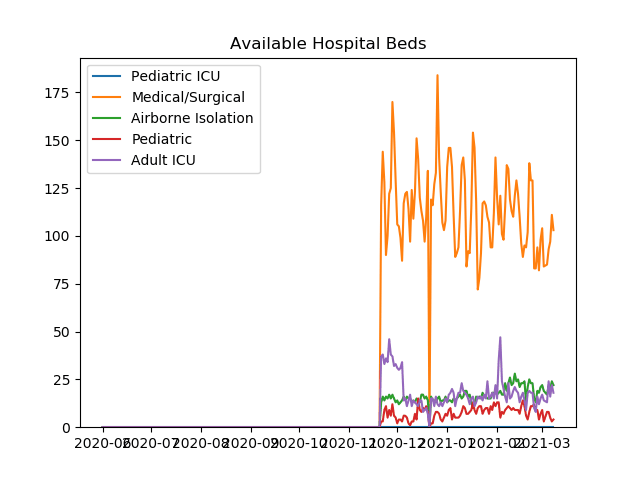 Available Hospital Beds
Pediatric ICU
Medical/Surgical
Airborne Isolation
Pediatric
Adult ICU
175
150
125
100
75
50
25
0
2020-06 2020-07 2020-08 2020-09 2020-10 2020-11 2020-12 2021-01 2021-02 2021-03